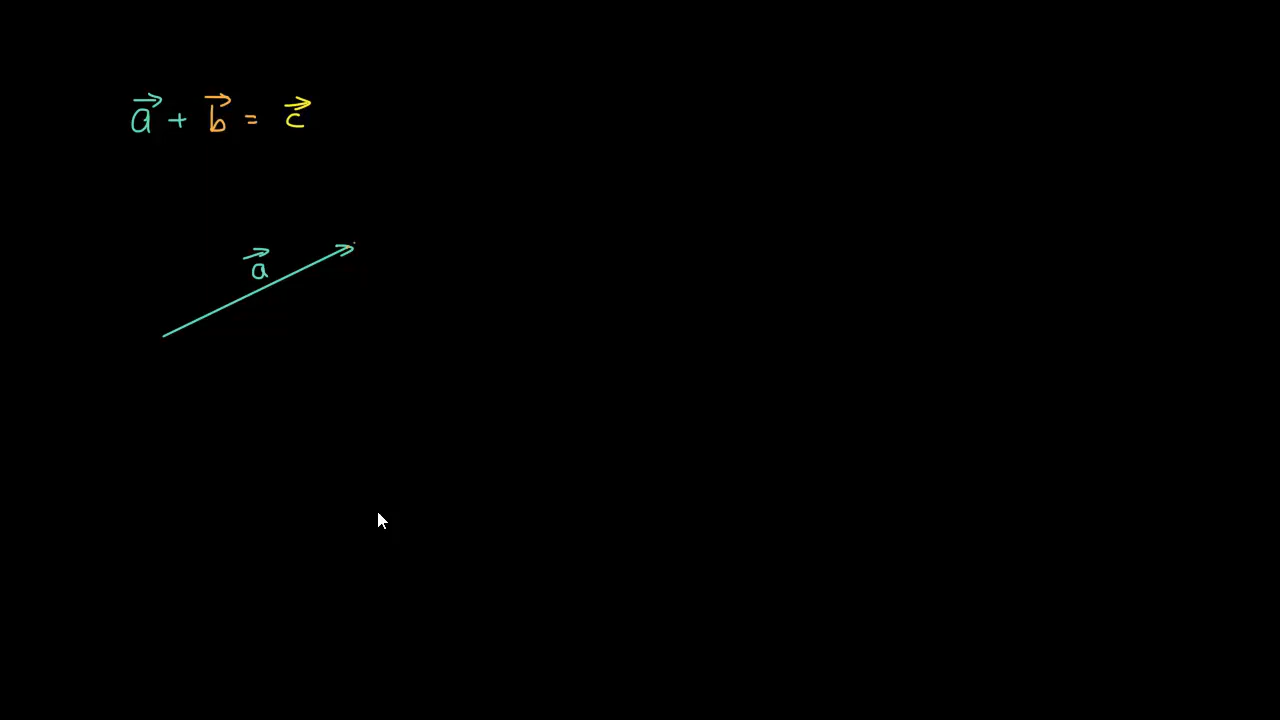 a⃗ + b⃗ = c⃗
a⃗